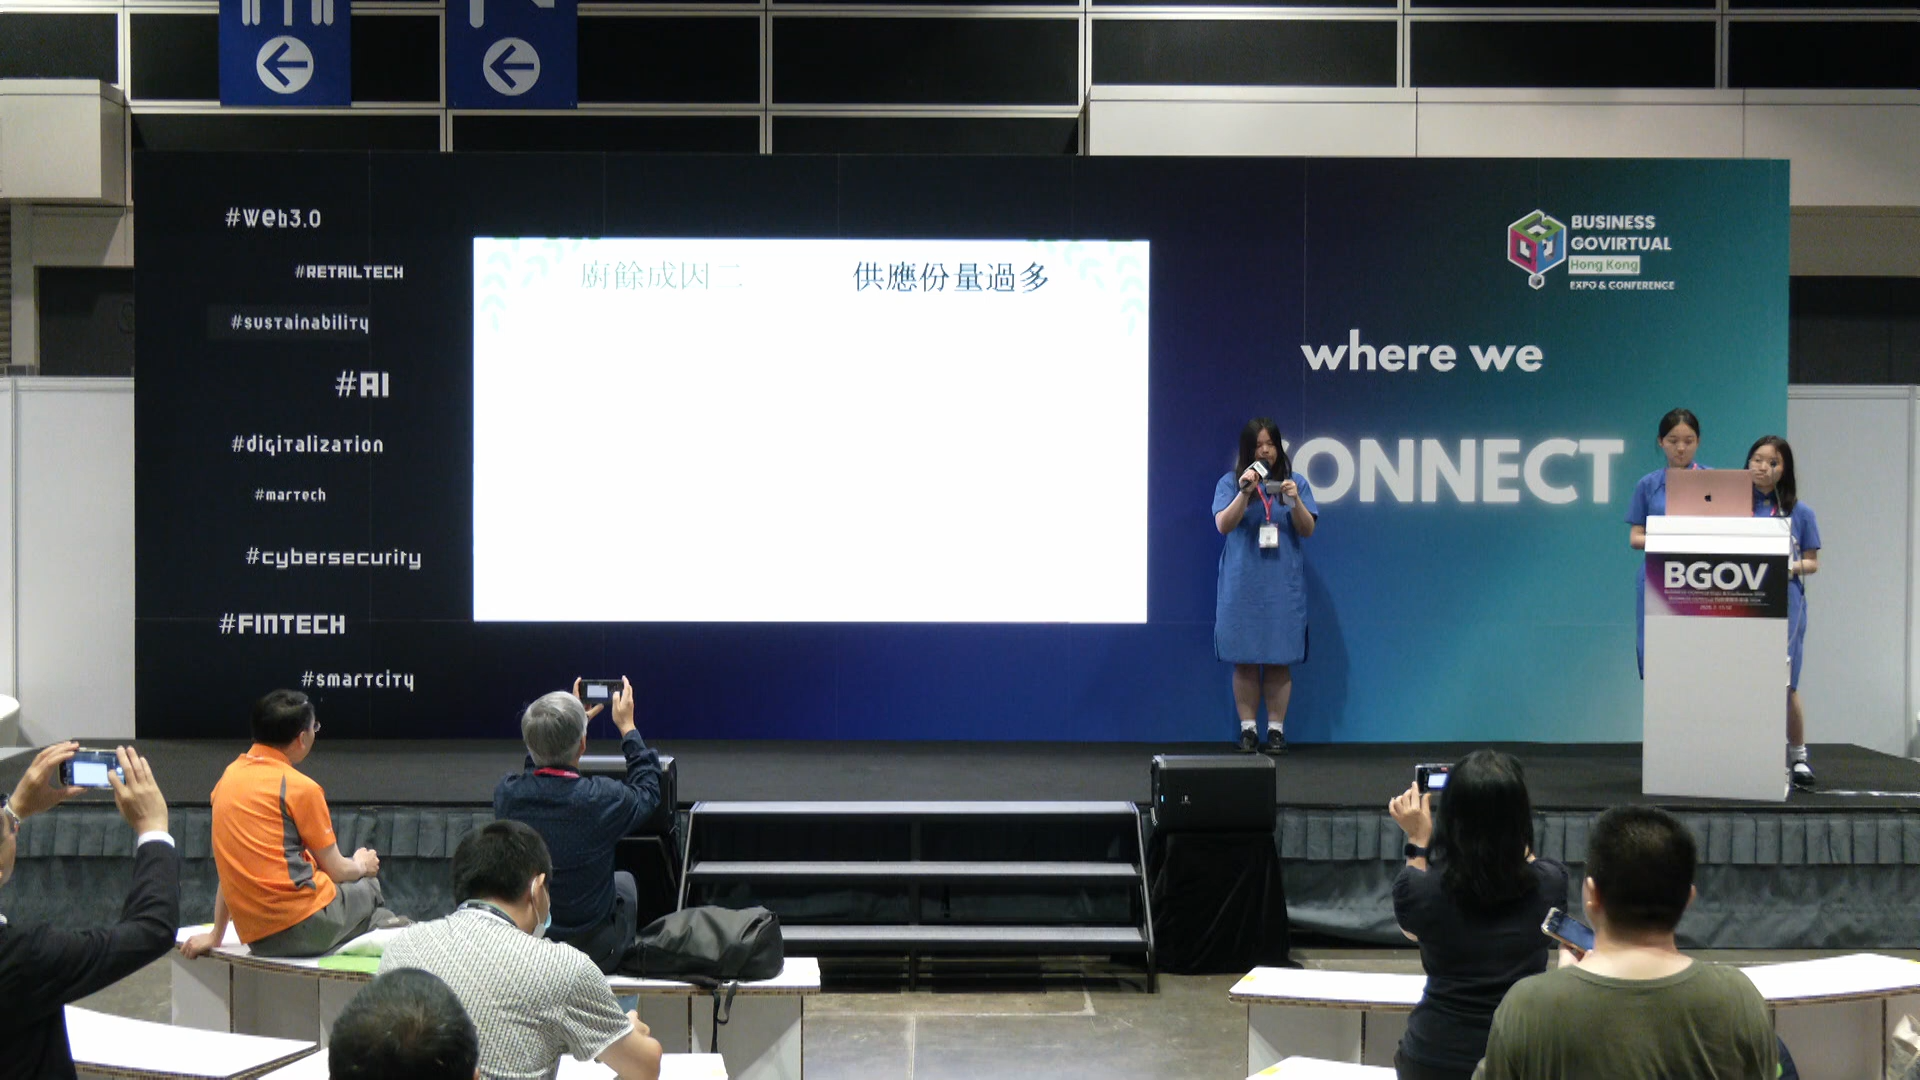 #Web3.0
#RETAILTECH
#sustainability
#AI
#digitalization
#martech
#cybersecurity
#FINTECH
#smartcity
廚餘成因二
供應份量過多
BUSINESS
GOVIRTUAL
Hong Kong
EXPO & CONFERENCE
where we
CONNECT
BGOV